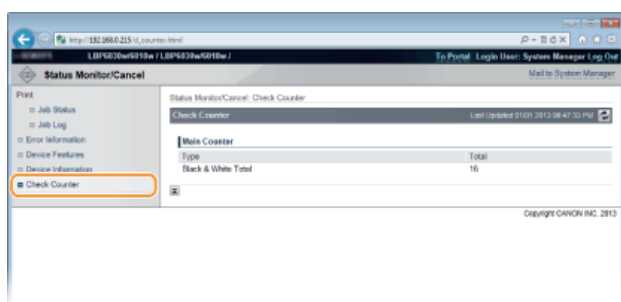 http://192.168.0.215/d_counter.html
LBP6030w/6018w / LBP6030w/6018w /
To Portal Login User: System Manager Log Out
Status Monitor/Cancel
Mail to System Manager
Print
Job Status
Job Log
Error Information
Device Features
Device Information
Check Counter
Status Monitor/Cancel: Check Counter
Check Counter
Last Updated 01/01 2013 08:47:33 PM
Main Counter
Type Total
Black & White Total 16
Copyright CANON INC. 2013